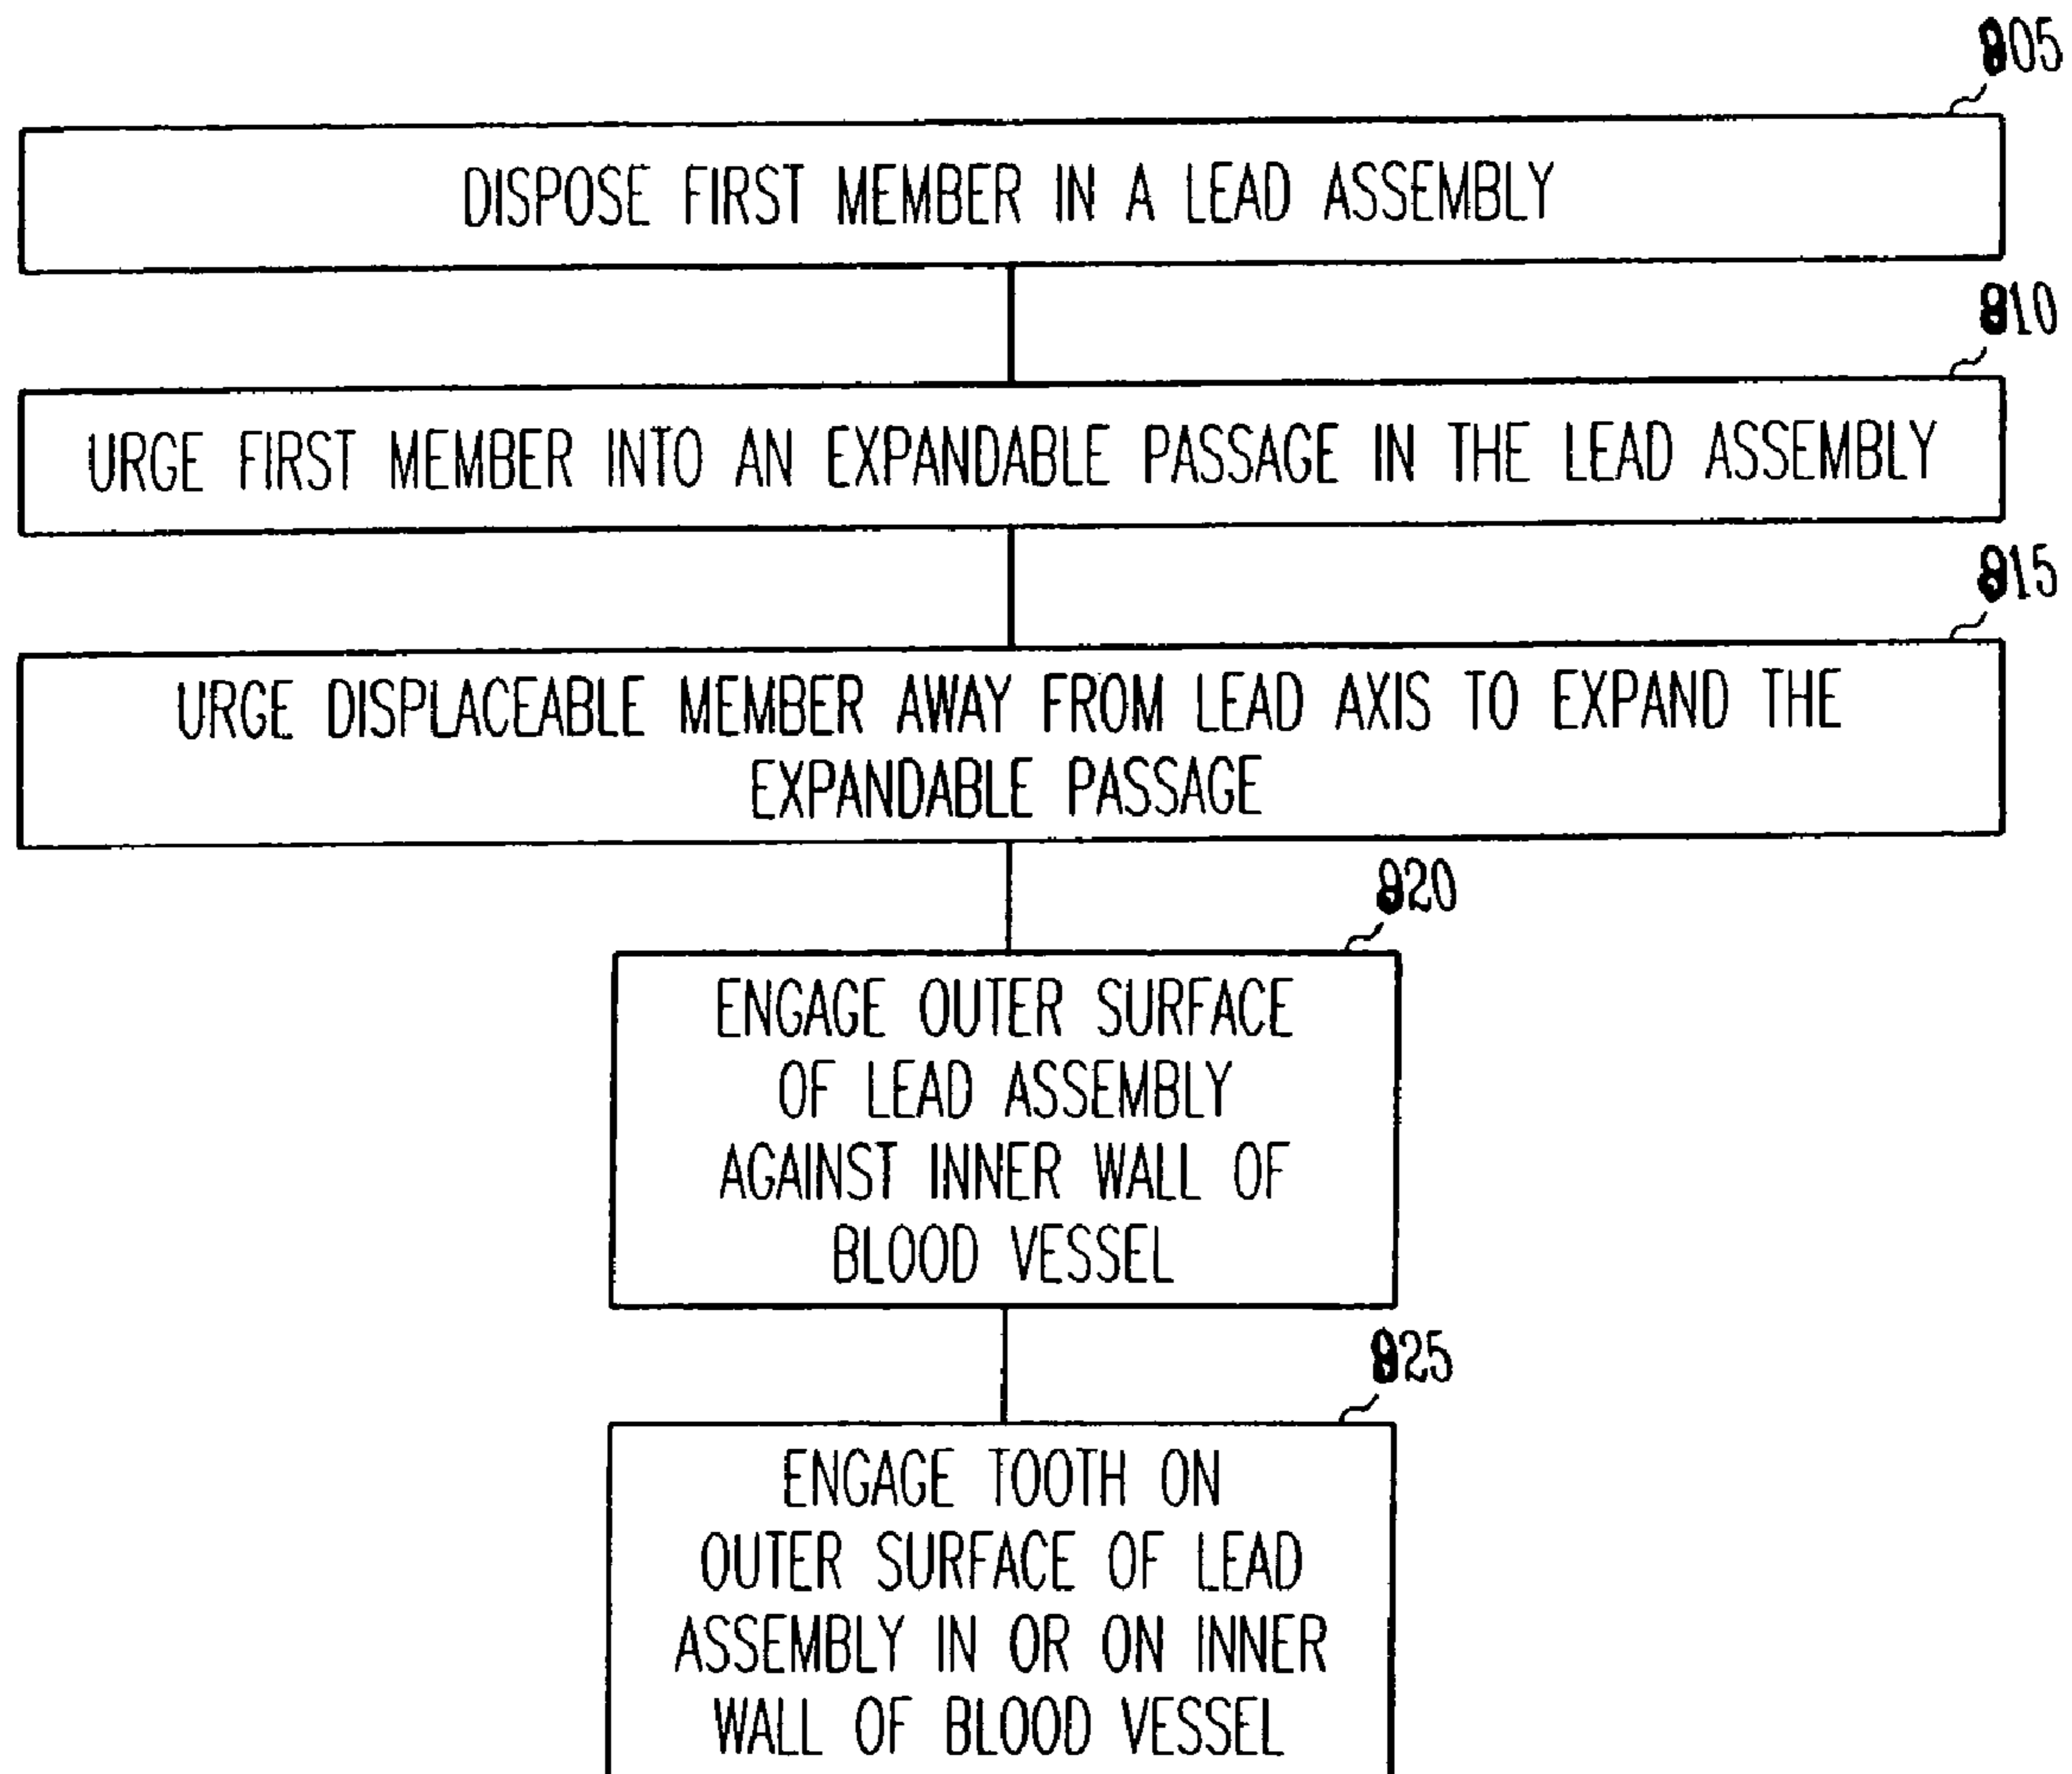 805
DISPOSE FIRST MEMBER IN A LEAD ASSEMBLY
810
URGE FIRST MEMBER INTO AN EXPANDABLE PASSAGE IN THE LEAD ASSEMBLY
815
URGE DISPLACEABLE MEMBER AWAY FROM LEAD AXIS TO EXPAND THE
EXPANDABLE PASSAGE
820
ENGAGE OUTER SURFACE
OF LEAD ASSEMBLY
AGAINST INNER WALL OF
BLOOD VESSEL
825
ENGAGE TOOTH ON
OUTER SURFACE OF LEAD
ASSEMBLY IN OR ON INNER
WALL OF BLOOD VESSEL